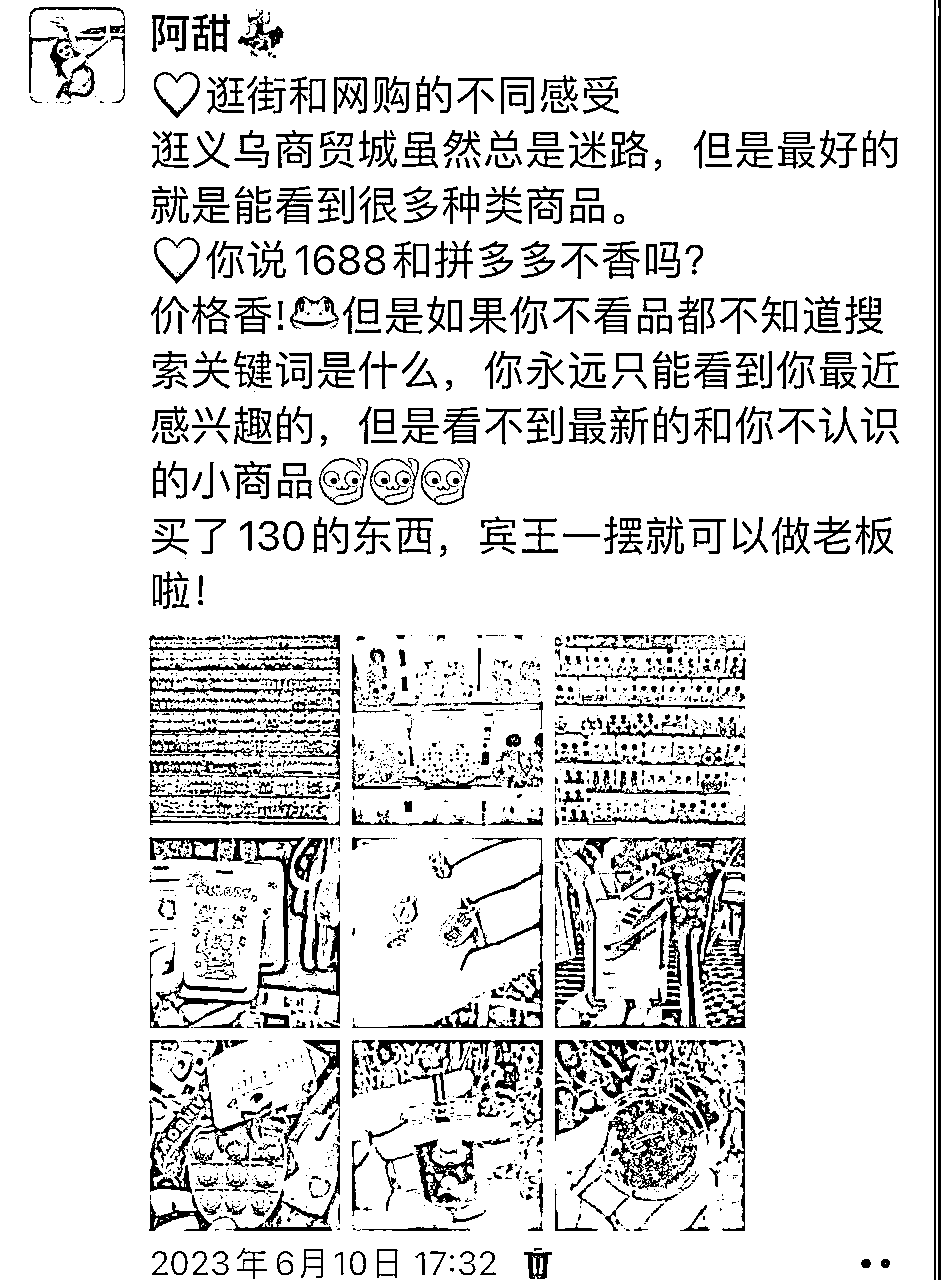 阿甜
♡逛街和网购的不同感受
逛义乌商贸城虽然总是迷路，但是最好的
就是能看到很多种类商品。
♡你说1688和拼多多不香吗？
价格香！🐸但是如果你不看品都不知道搜
索关键词是什么，你永远只能看到你最近
感兴趣的，但是看不到最新的和你不认识
的小商品
买了130的东西，宾王一摆就可以做老板
啦！
2023年6月10日 17:32